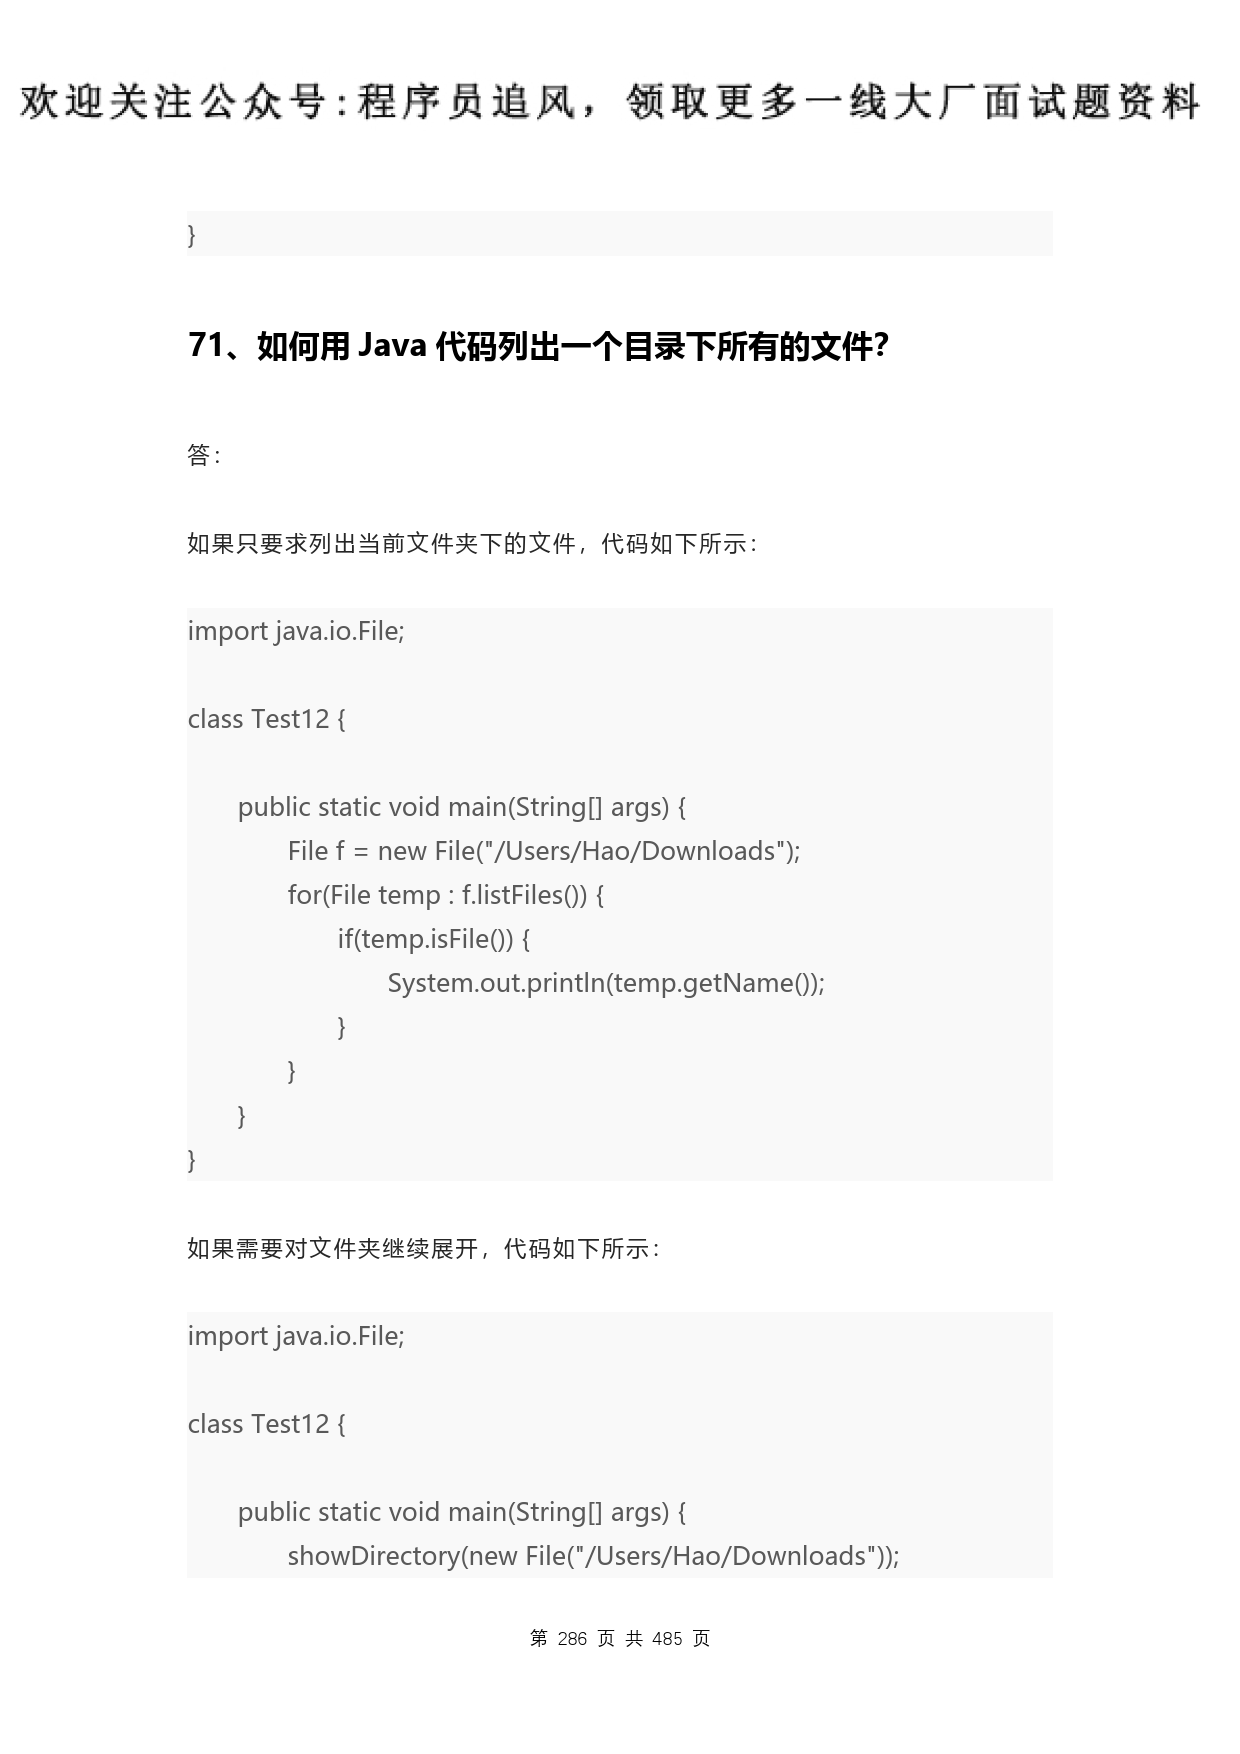 欢迎关注公众号:程序员追风，领取更多一线大厂面试题资料
}
71、如何用 Java 代码列出一个目录下所有的文件？
答：
如果只要求列出当前文件夹下的文件，代码如下所示：
import java.io.File;
class Test12 {
public static void main(String[] args) {
File f = new File("/Users/Hao/Downloads");
for(File temp : f.listFiles()) {
if(temp.isFile()) {
System.out.println(temp.getName());
}
}
}
}
如果需要对文件夹继续展开，代码如下所示：
import java.io.File;
class Test12 {
public static void main(String[] args) {
showDirectory(new File("/Users/Hao/Downloads"));
第 286 页 共 485 页